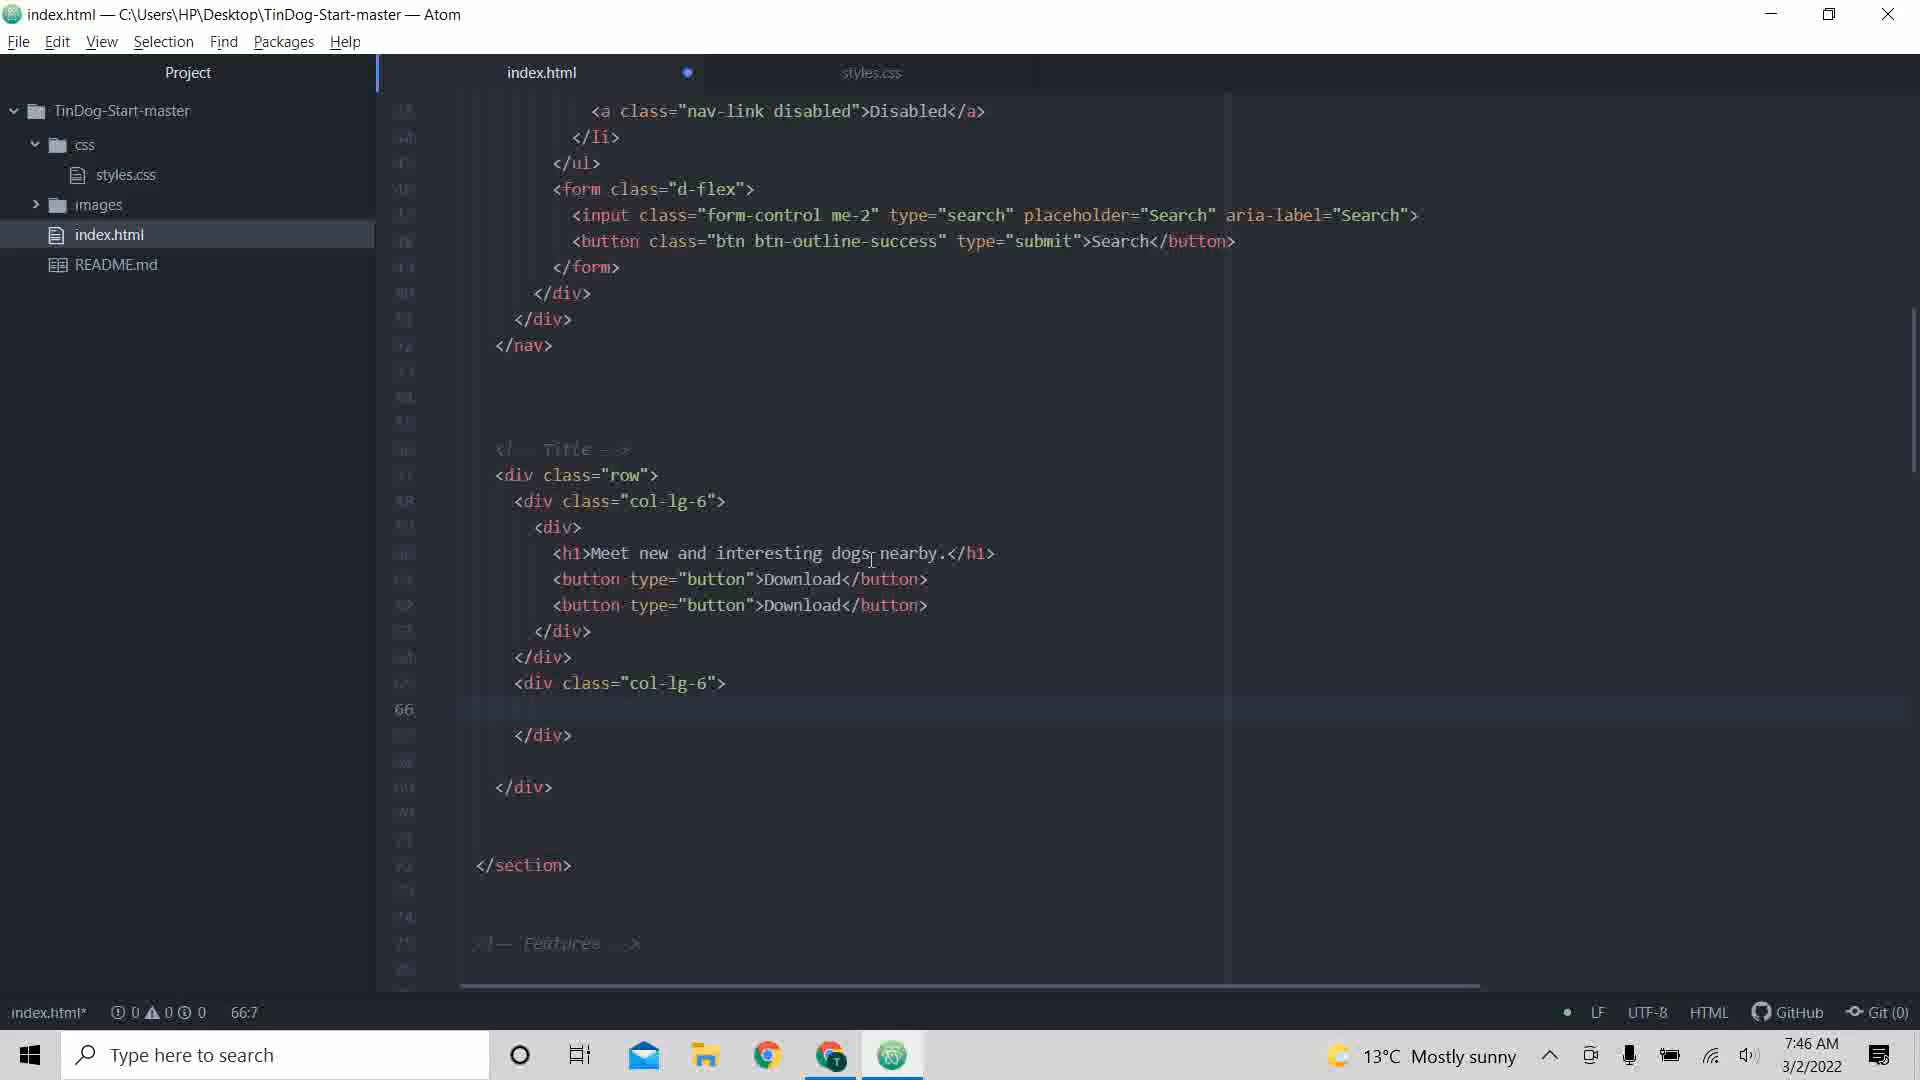 index.html — C:\Users\HP\Desktop\TinDog-Start-master — Atom
File Edit View Selection Find Packages Help
Project
index.html
styles.css
TinDog-Start-master
css
styles.css
images
index.html
README.md
<a class="nav-link disabled">Disabled</a>
</li>
</ul>
<form class="d-flex">
<input class="form-control me-2" type="search" placeholder="Search" aria-label="Search">
<button class="btn btn-outline-success" type="submit">Search</button>
</form>
</div>
</div>
</nav>
<!-- Title -->
<div class="row">
<div class="col-lg-6">
<div>
<h1>Meet new and interesting dogs nearby.</h1>
<button type="button">Download</button>
<button type="button">Download</button>
</div>
</div>
<div class="col-lg-6">
66
</div>
</div>
</section>
<!-- Features -->
index.html* 0 0 0 66:7
LF UTF-8 HTML GitHub Git (0)
Type here to search
13°C Mostly sunny
7:46 AM
3/2/2022